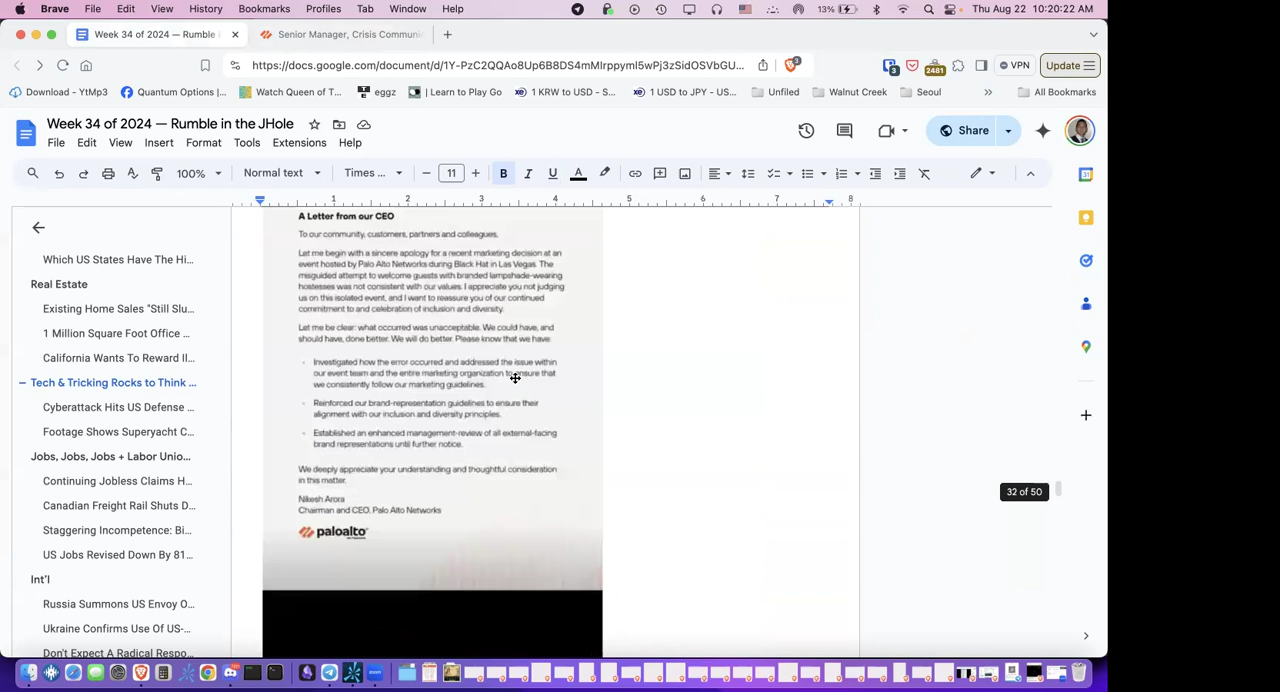 Brave File Edit View History Bookmarks Profiles Tab Window Help 13% Thu Aug 22 10:20:22 AM
Week 34 of 2024 — Rumble i Senior Manager, Crisis Communi
https://docs.google.com/document/d/1Y-PzC2QQAo8Up6B8DS4mMlrppyml5wPj3zSidOSVbGU... 3 3 2481 VPN Update
Download - YtMp3 Quantum Options |... Watch Queen of T... eggz | Learn to Play Go 1 KRW to USD - S... 1 USD to JPY - US... Unfiled Walnut Creek Seoul » All Bookmarks
Week 34 of 2024 — Rumble in the JHole
File Edit View Insert Format Tools Extensions Help
Share
100% Normal text Times ... 11 B I U A
1 2 3 4 5 6 7 8
Which US States Have The Hi...
Real Estate
Existing Home Sales "Still Slu...
1 Million Square Foot Office ...
California Wants To Reward Il...
Tech & Tricking Rocks to Think ...
Cyberattack Hits US Defense ...
Footage Shows Superyacht C...
Jobs, Jobs, Jobs + Labor Unio...
Continuing Jobless Claims H...
Canadian Freight Rail Shuts D...
Staggering Incompetence: Bi...
US Jobs Revised Down By 81...
Int'l
Russia Summons US Envoy O...
Ukraine Confirms Use Of US-...
Don't Expect A Radical Respo...
A Letter from our CEO
To our community, customers, partners and colleagues,
Let me begin with a sincere apology for a recent marketing decision at an
event hosted by Palo Alto Networks during Black Hat in Las Vegas. The
misguided attempt to welcome guests with branded lampshade-wearing
hostesses was not consistent with our values. I appreciate you not judging
us on this isolated event, and I want to reassure you of our continued
commitment to and celebration of inclusion and diversity.
Let me be clear: what occurred was unacceptable. We could have, and
should have, done better. We will do better. Please know that we have:
Investigated how the error occurred and addressed the issue within
our event team and the entire marketing organization to ensure that
we consistently follow our marketing guidelines.
Reinforced our brand-representation guidelines to ensure their
alignment with our inclusion and diversity principles.
Established an enhanced management-review of all external-facing
brand representations until further notice.
We deeply appreciate your understanding and thoughtful consideration
in this matter.
Nikesh Arora
Chairman and CEO, Palo Alto Networks
paloalto
32 of 50